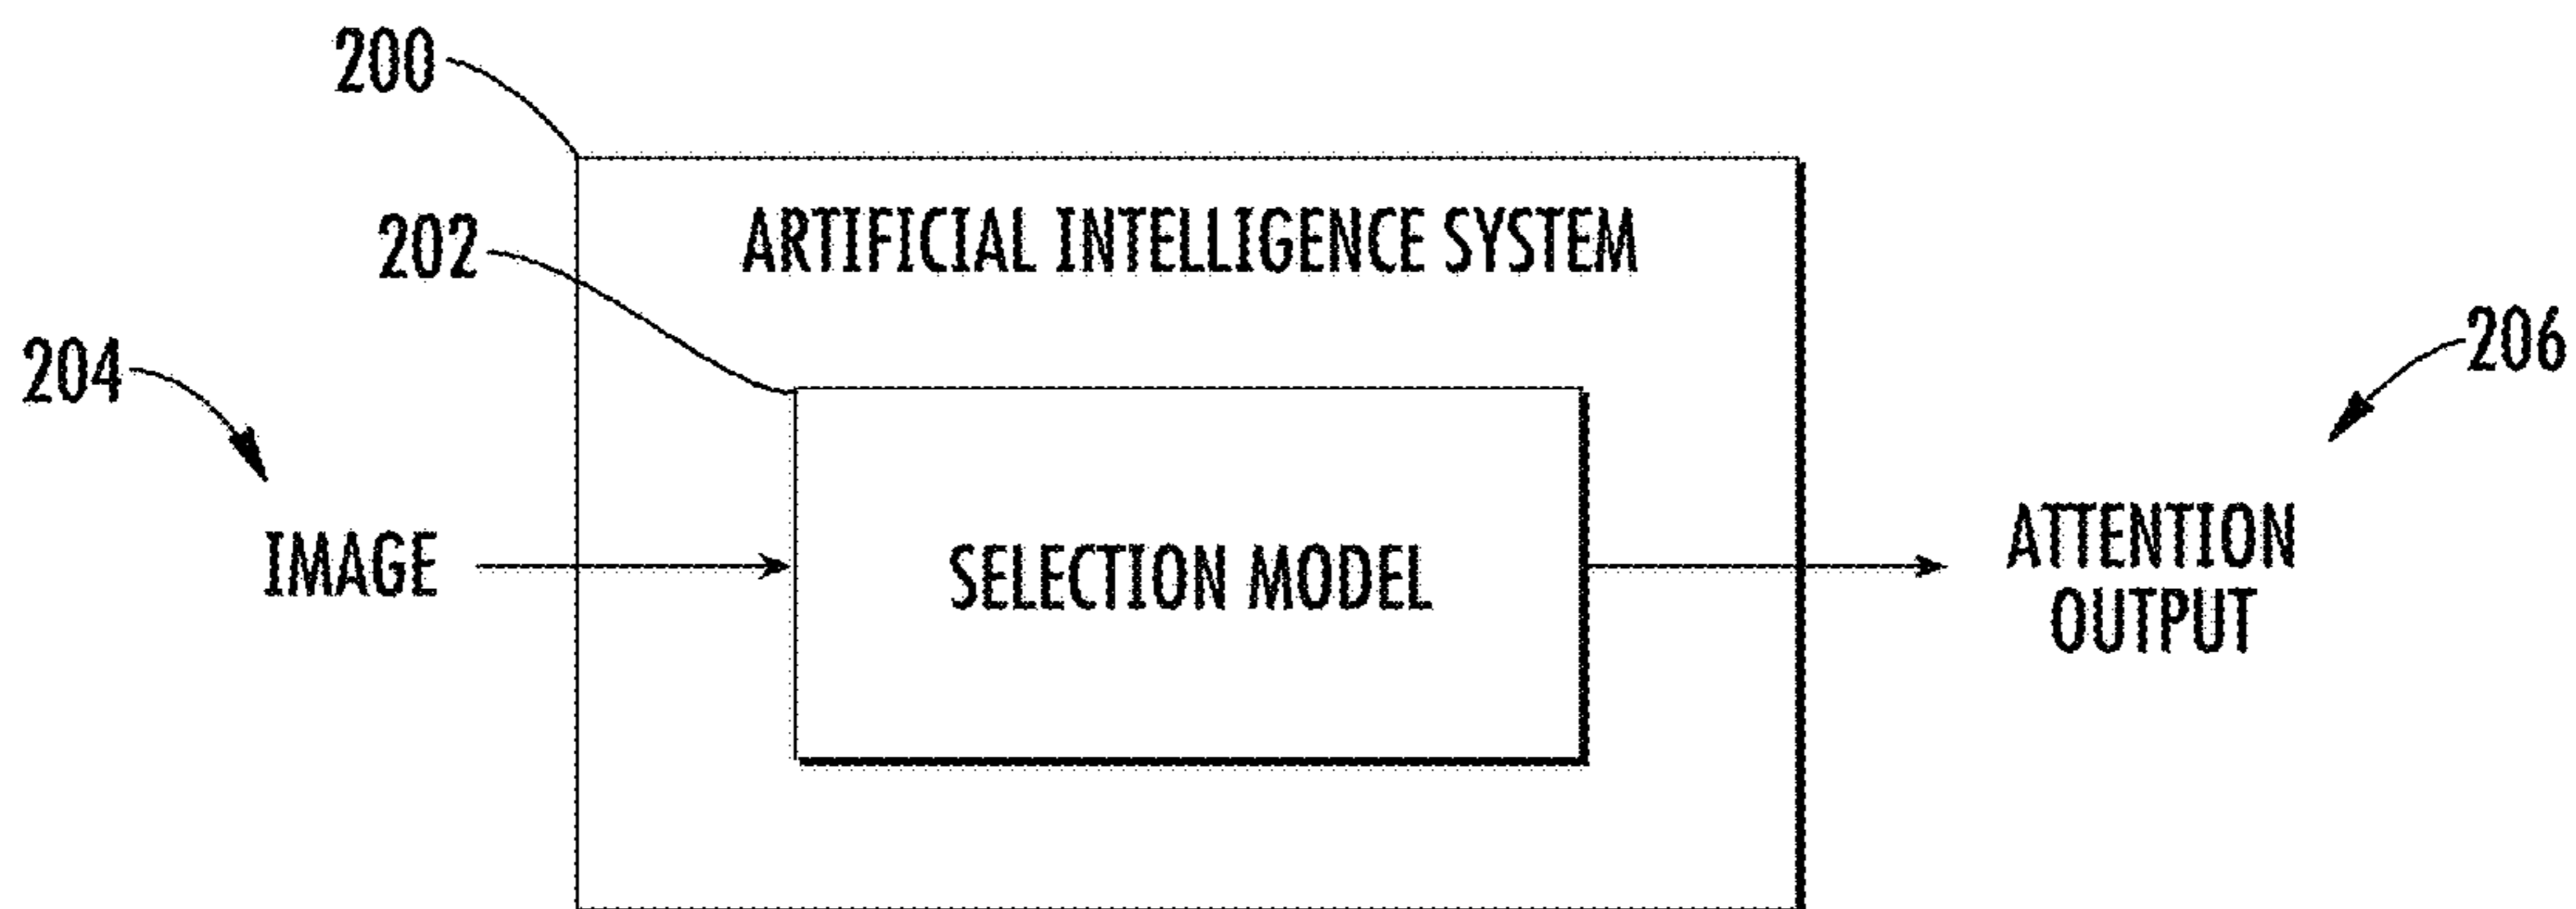 200
ARTIFICIAL INTELLIGENCE SYSTEM
202
204
206
IMAGE
SELECTION MODEL
ATTENTION
OUTPUT